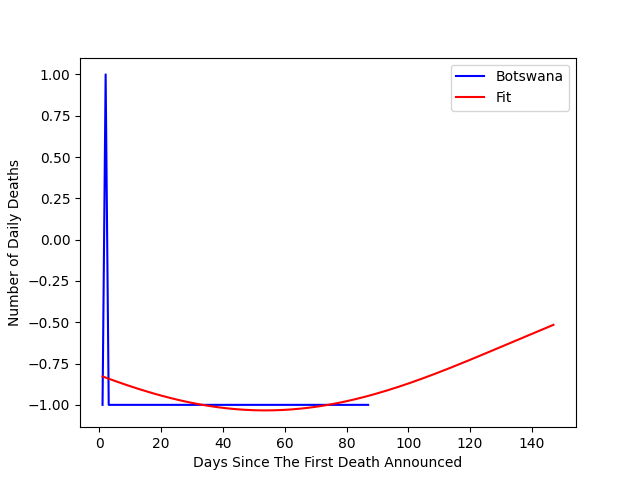 Botswana
Fit
1.00
0.75
0.50
0.25
0.00
−0.25
−0.50
−0.75
−1.00
Number of Daily Deaths
0 20 40 60 80 100 120 140
Days Since The First Death Announced